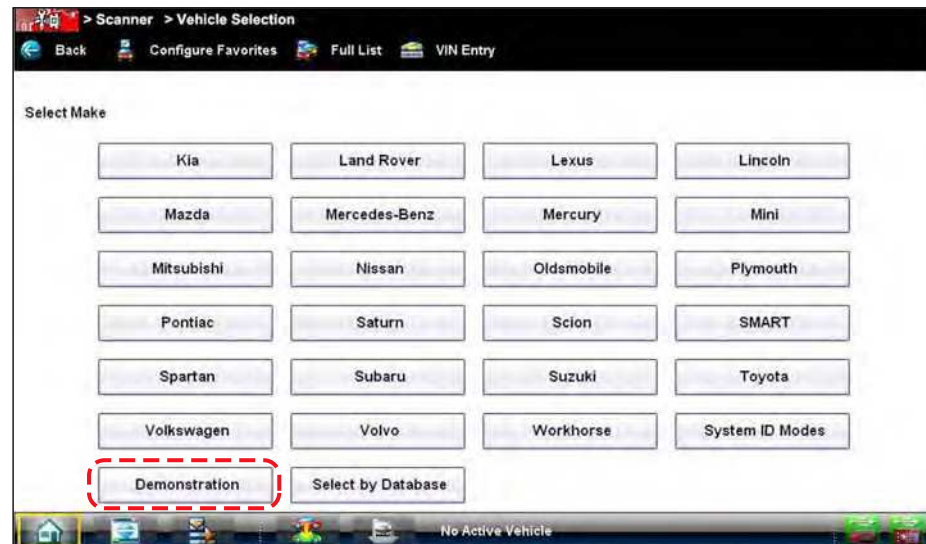 > Scanner > Vehicle Selection
Back Configure Favorites Full List VIN Entry
Select Make
Kia Land Rover Lexus Lincoln
Mazda Mercedes-Benz Mercury Mini
Mitsubishi Nissan Oldsmobile Plymouth
Pontiac Saturn Scion SMART
Spartan Subaru Suzuki Toyota
Volkswagen Volvo Workhorse System ID Modes
Demonstration Select by Database
No Active Vehicle